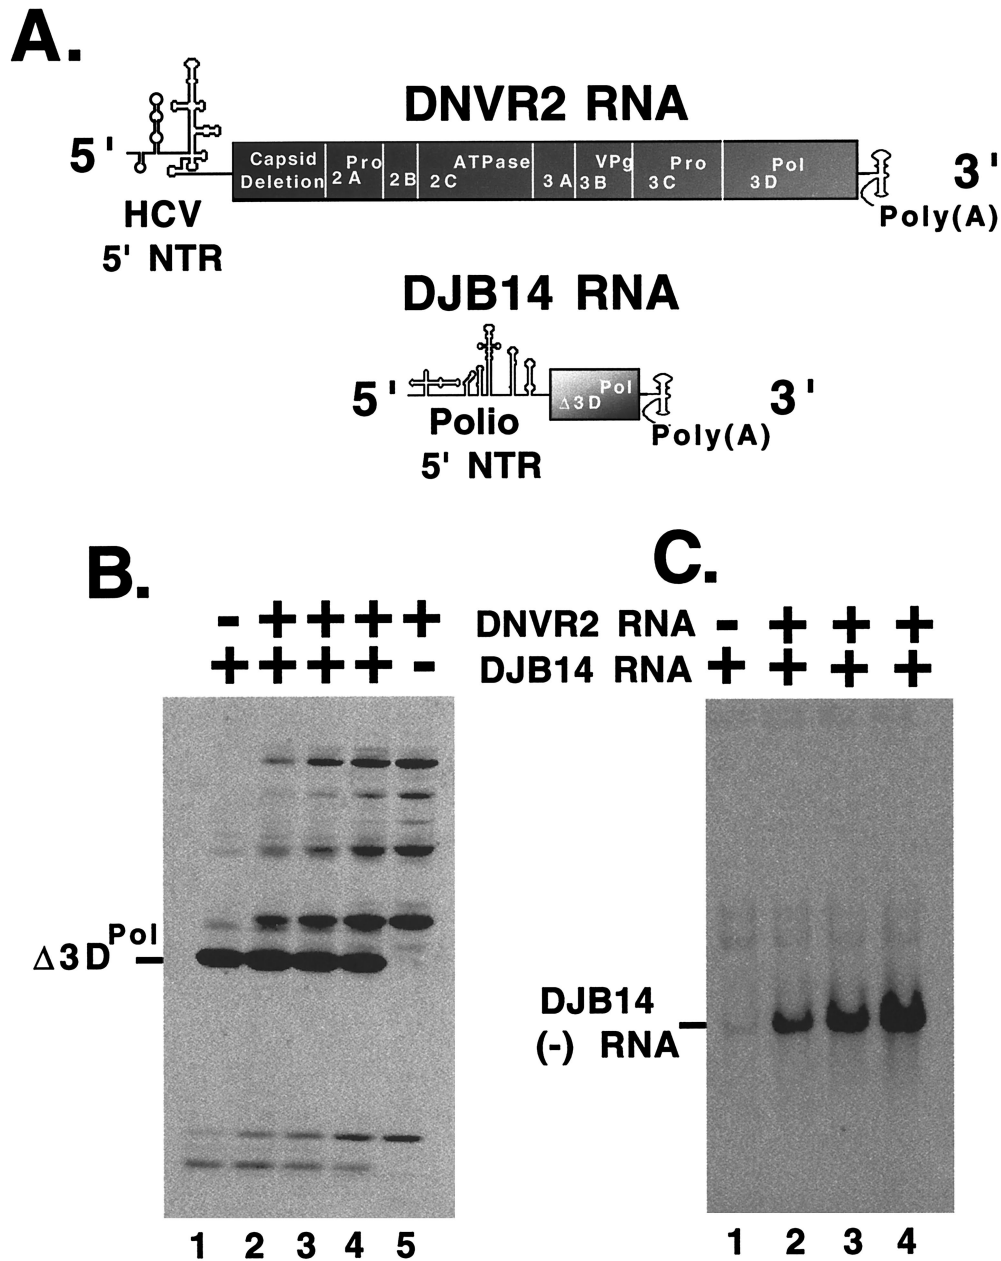 A.
DNVR2 RNA
5' 3'
Capsid Deletion Pro 2A 2B ATPase 2C 3A VPg 3B Pro 3C Pol 3D
Poly(A)
HCV
5' NTR
DJB14 RNA
5' 3'
Δ3D Pol
Poly(A)
Polio
5' NTR
B.
- + + + +
+ + + + -
Δ3D Pol
1 2 3 4 5
C.
DNVR2 RNA - + + +
DJB14 RNA + + + +
DJB14
(-) RNA
1 2 3 4